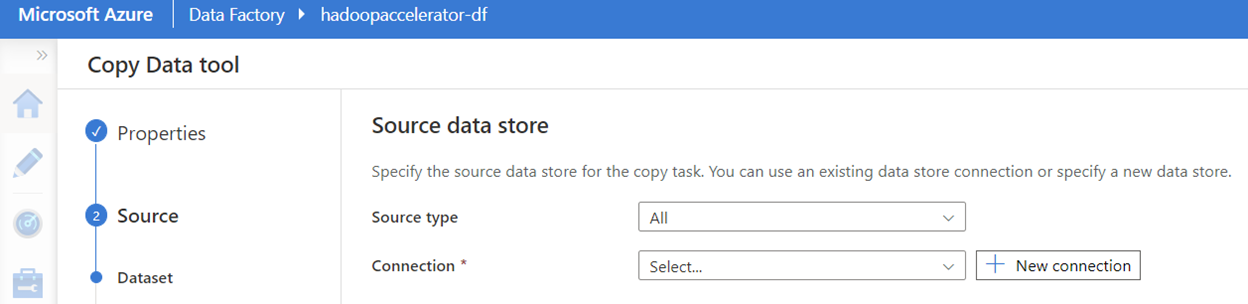 Microsoft Azure Data Factory hadoopaccelerator-df
»
Copy Data tool
Properties
2 Source
Dataset
Source data store
Specify the source data store for the copy task. You can use an existing data store connection or specify a new data store.
Source type All
Connection * Select... + New connection